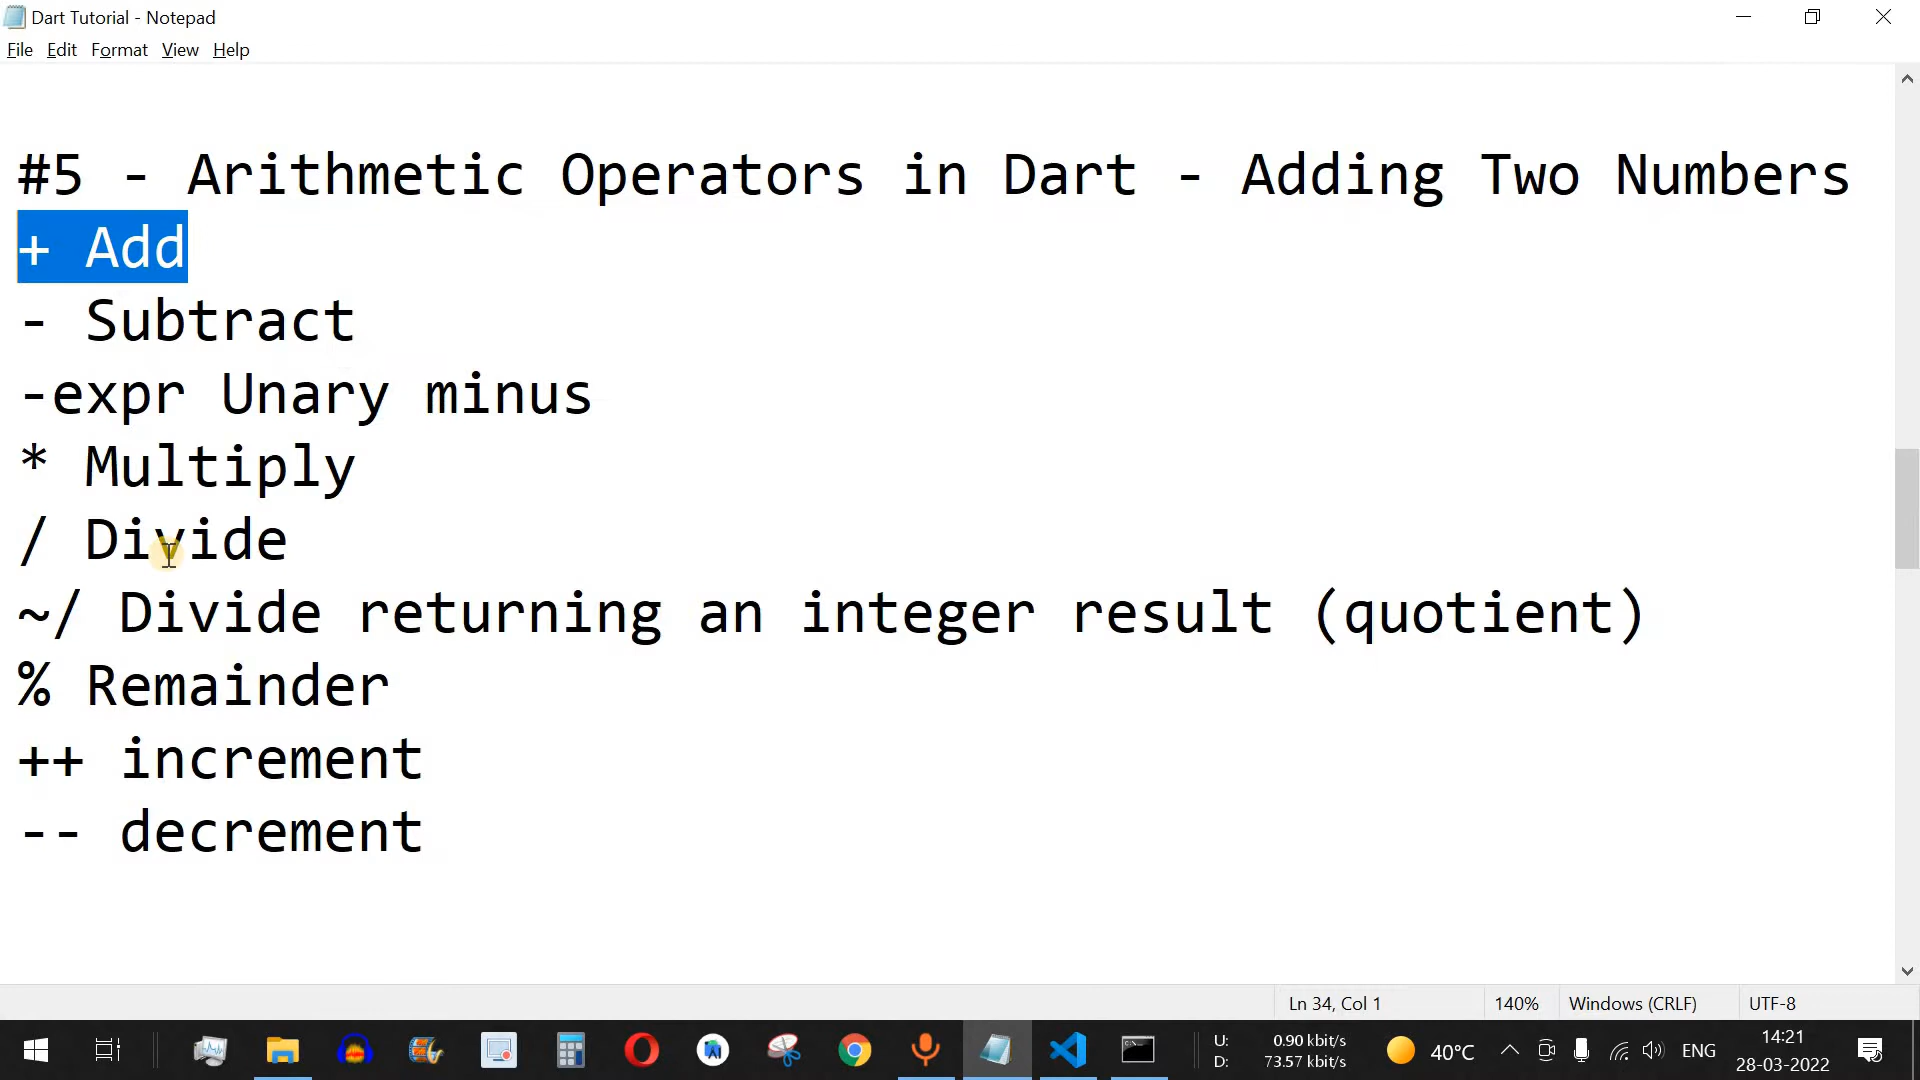 Dart Tutorial - Notepad
File Edit Format View Help
#5 - Arithmetic Operators in Dart - Adding Two Numbers
+ Add
- Subtract
-expr Unary minus
* Multiply
/ Divide
~/ Divide returning an integer result (quotient)
% Remainder
++ increment
-- decrement
Ln 34, Col 1 140% Windows (CRLF) UTF-8
U: 0.90 kbit/s
D: 73.57 kbit/s
40°C
ENG
14:21
28-03-2022